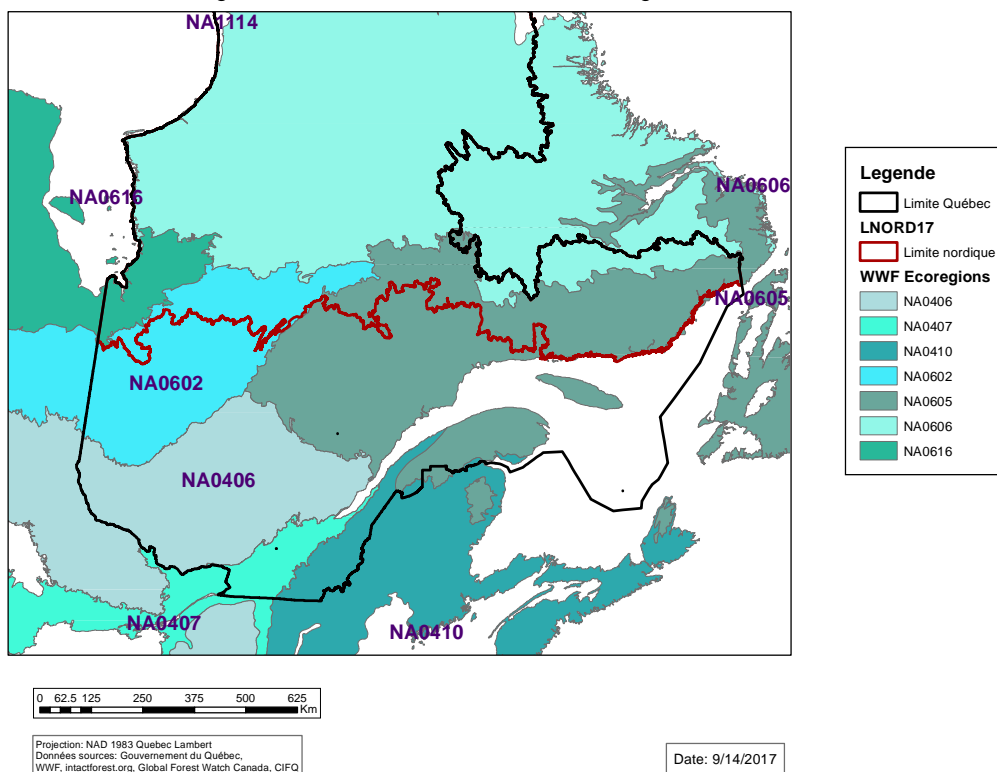 NA1114
NA0616
NA0606
NA0605
NA0602
NA0406
NA0407
NA0410
Legende
Limite Québec
LNORD17
Limite nordique
WWF Ecoregions
NA0406
NA0407
NA0410
NA0602
NA0605
NA0606
NA0616
0 62.5 125 250 375 500 625
Km
Projection: NAD 1983 Quebec Lambert
Données sources: Gouvernement du Québec,
WWF, intactforest.org, Global Forest Watch Canada, CIFQ
Date: 9/14/2017